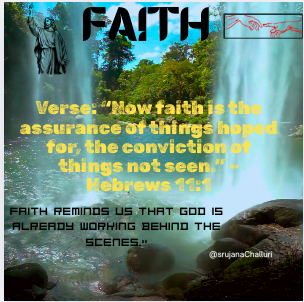 FAITH
Verse: "Now faith is the
assurance of things hoped
for, the conviction of
things not seen." –
Hebrews 11:1
FAITH REMINDS US THAT GOD IS
ALREADY WORKING BEHIND THE
SCENES."
@srujanaChalluri